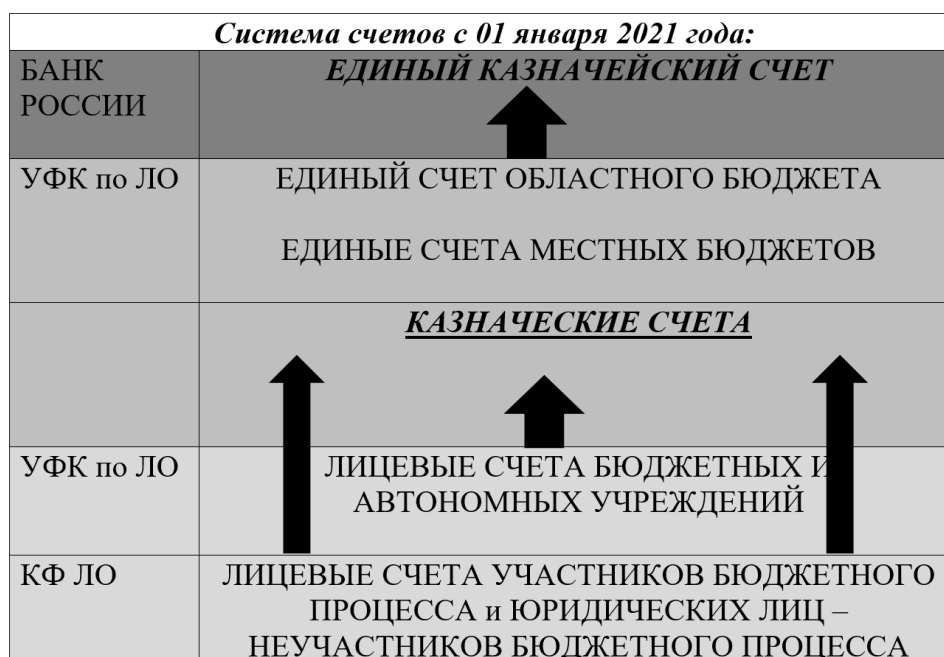 Система счетов с 01 января 2021 года:
БАНК РОССИИ
ЕДИНЫЙ КАЗНАЧЕЙСКИЙ СЧЕТ
УФК по ЛО
ЕДИНЫЙ СЧЕТ ОБЛАСТНОГО БЮДЖЕТА
ЕДИНЫЕ СЧЕТА МЕСТНЫХ БЮДЖЕТОВ
КАЗНАЧЕСКИЕ СЧЕТА
УФК по ЛО
ЛИЦЕВЫЕ СЧЕТА БЮДЖЕТНЫХ И
АВТОНОМНЫХ УЧРЕЖДЕНИЙ
КФ ЛО
ЛИЦЕВЫЕ СЧЕТА УЧАСТНИКОВ БЮДЖЕТНОГО
ПРОЦЕССА и ЮРИДИЧЕСКИХ ЛИЦ –
НЕУЧАСТНИКОВ БЮДЖЕТНОГО ПРОЦЕССА